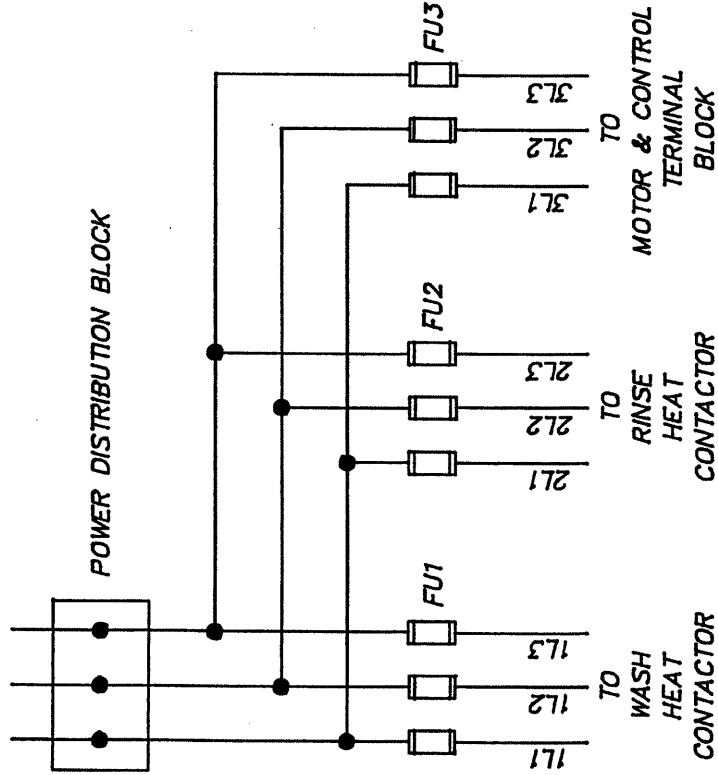 POWER DISTRIBUTION BLOCK
FU1
FU2
FU3
1L1
1L2
1L3
2L1
2L2
2L3
3L1
3L2
3L3
TO
WASH
HEAT
CONTACTOR
TO
RINSE
HEAT
CONTACTOR
TO
MOTOR & CONTROL
TERMINAL
BLOCK